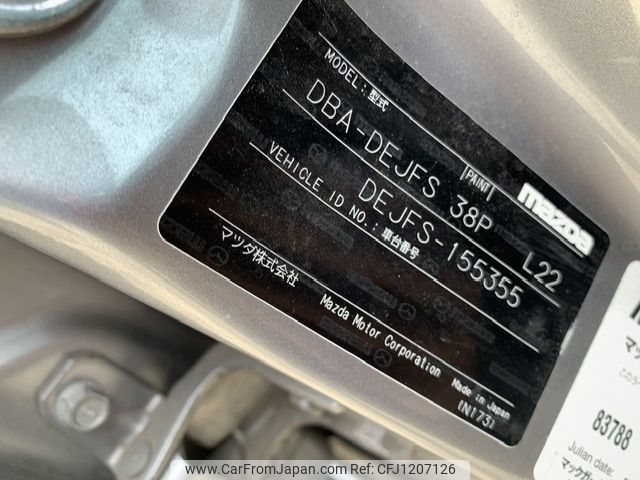 MODEL:型式
PAINT
mazda
DBA-DEJFS 38P L22
VEHICLE ID NO.:車台番号
DEJFS-155355
マツダ株式会社
Mazda Motor Corporation
Made in Japan
(N173)
83788
Julian date:
www.carfromjapan.com - CFJ1207126